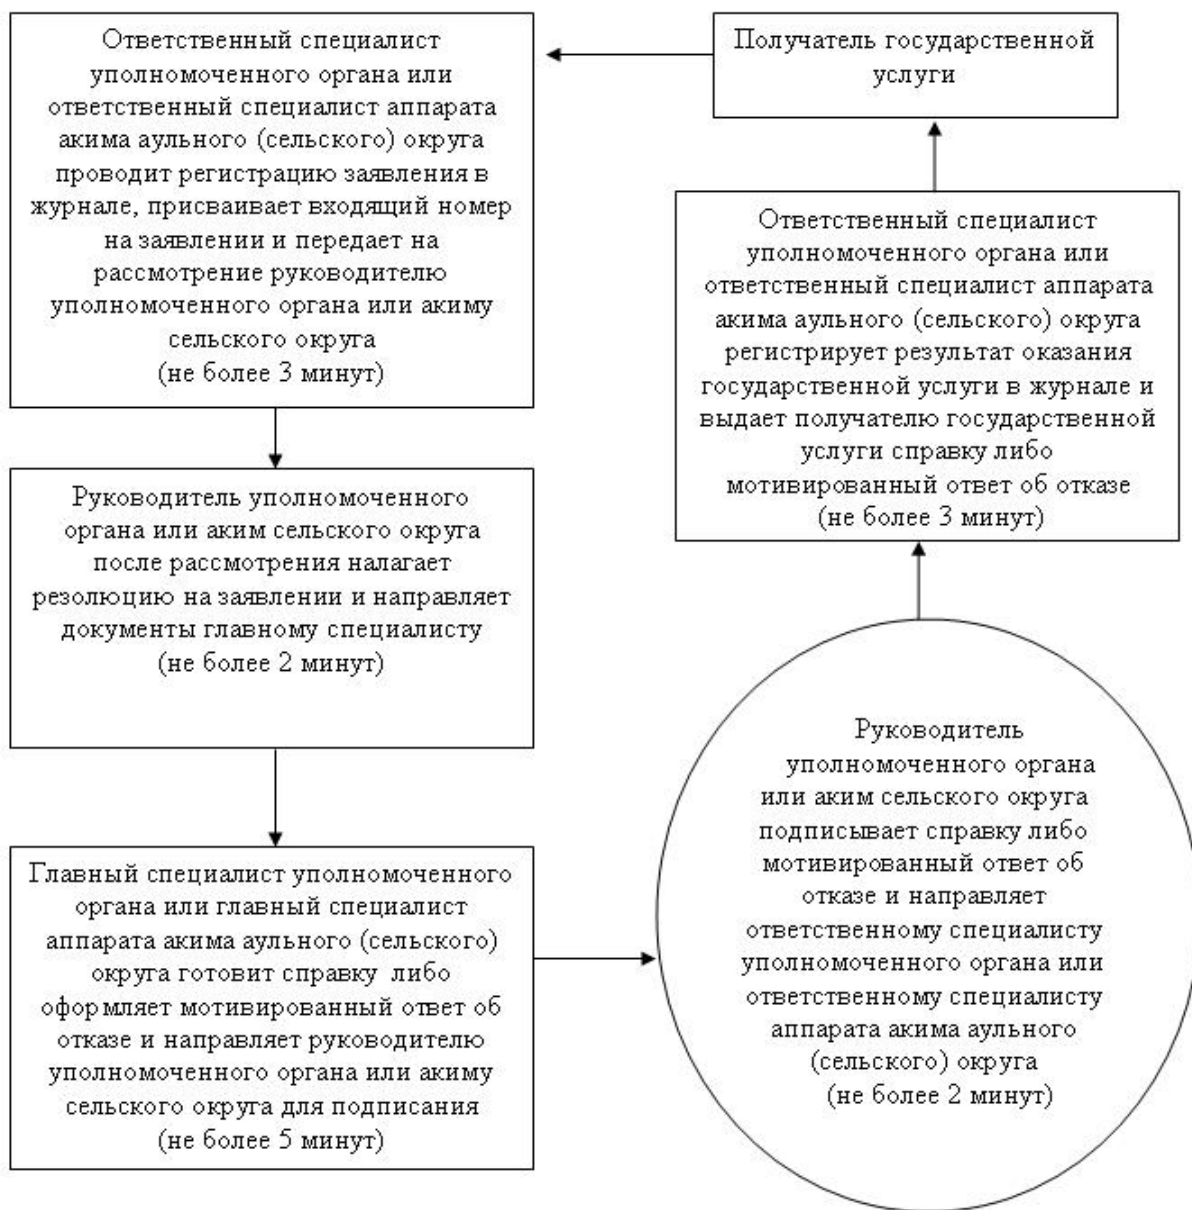 Ответственный специалист
уполномоченного органа или
ответственный специалист аппарата
акима аульного (сельского) округа
проводит регистрацию заявления в
журнале, присваивает входящий номер
на заявлении и передает на
рассмотрение руководителю
уполномоченного органа или акиму
сельского округа
(не более 3 минут)
Руководитель уполномоченного
органа или аким сельского округа
после рассмотрения налагает
резолюцию на заявлении и направляет
документы главному специалисту
(не более 2 минут)
Главный специалист уполномоченного
органа или главный специалист
аппарата акима аульного (сельского)
округа готовит справку либо
оформляет мотивированный ответ об
отказе и направляет руководителю
уполномоченного органа или акиму
сельского округа для подписания
(не более 5 минут)
Руководитель
уполномоченного органа
или аким сельского округа
подписывает справку либо
мотивированный ответ об
отказе и направляет
ответственному специалисту
уполномоченного органа или
ответственному специалисту
аппарата акима аульного
(сельского) округа
(не более 2 минут)
Ответственный специалист
уполномоченного органа или
ответственный специалист аппарата
акима аульного (сельского) округа
регистрирует результат оказания
государственной услуги в журнале и
выдает получателю государственной
услуги справку либо
мотивированный ответ об отказе
(не более 3 минут)
Получатель государственной
услуги